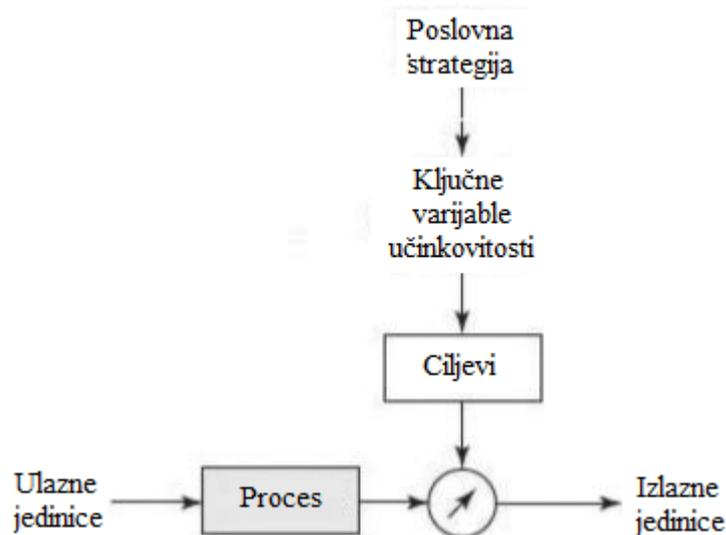 Poslovna
strategija
Ključne
varijable
učinkovitosti
Ciljevi
Ulazne
jedinice
Proces
Izlazne
jedinice